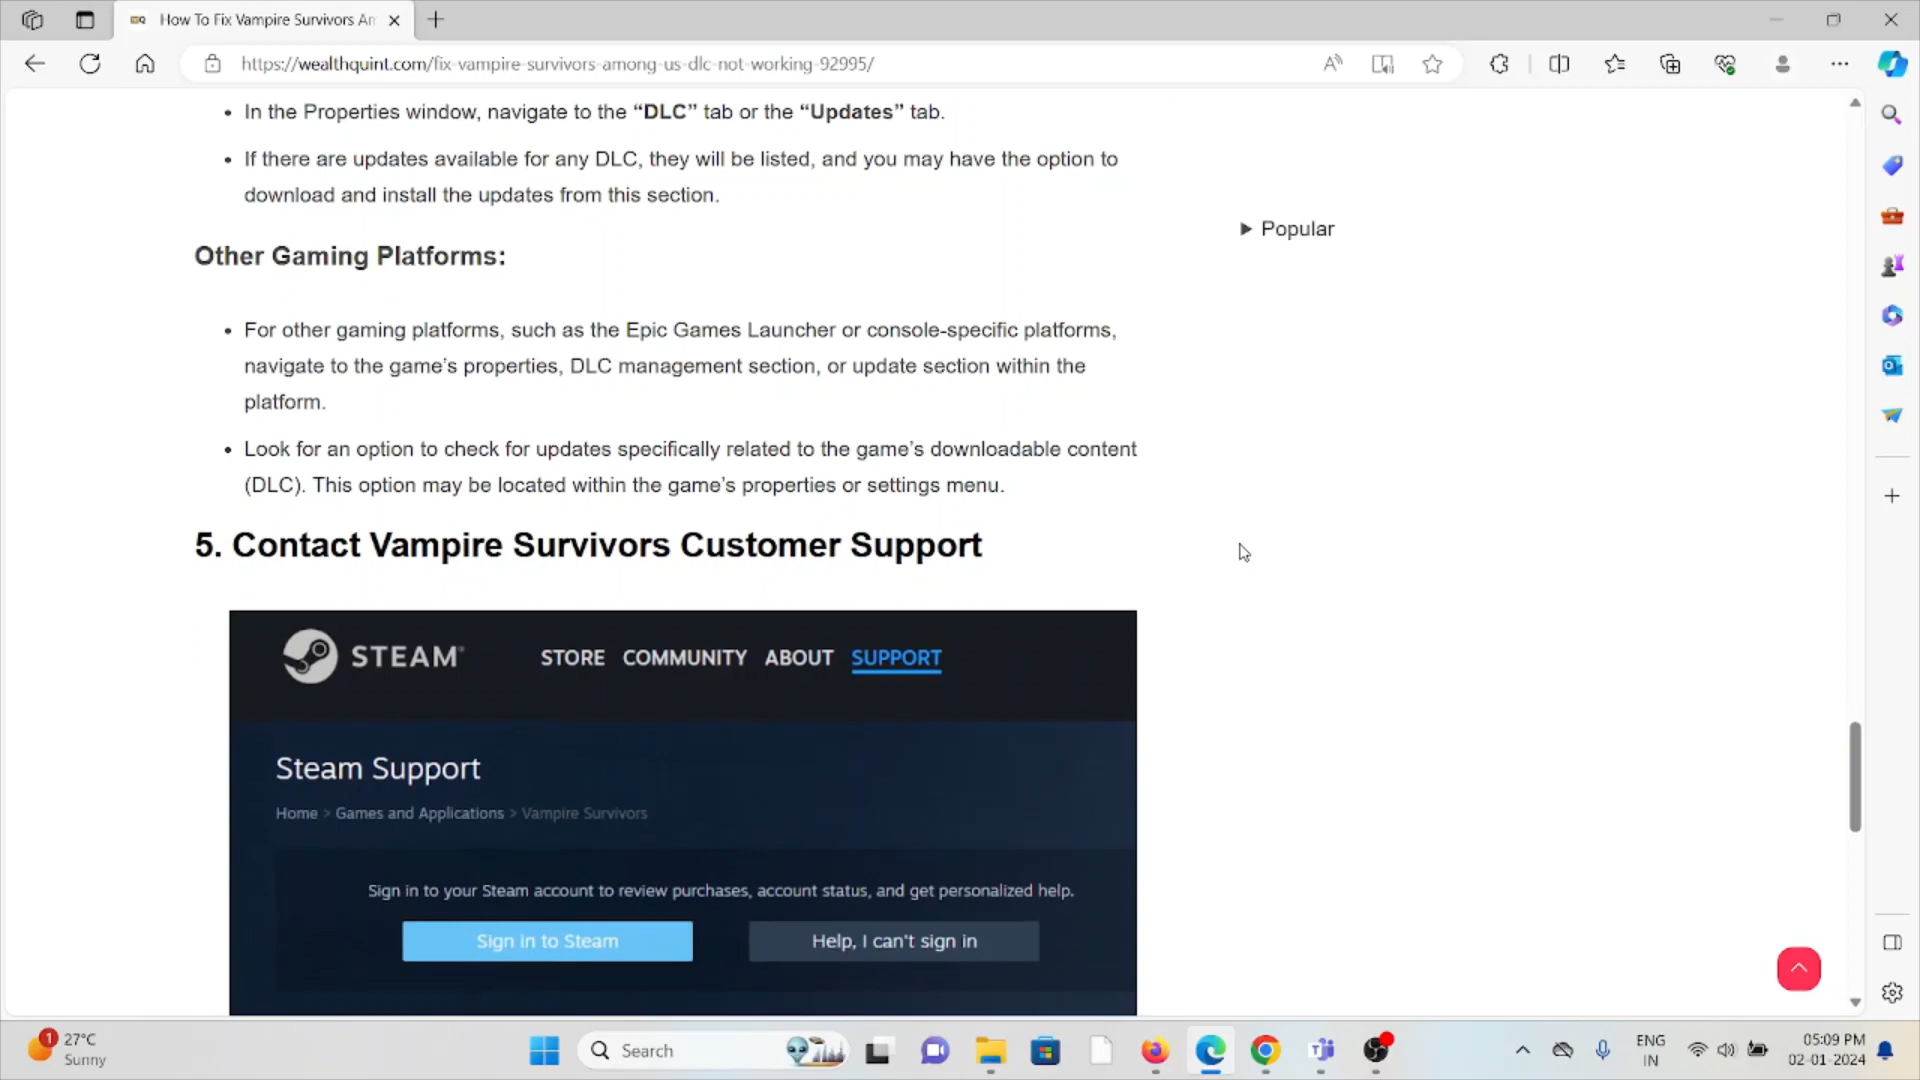 How To Fix Vampire Survivors Am
https://wealthquint.com/fix-vampire-survivors-among-us-dlc-not-working-92995/
• In the Properties window, navigate to the “DLC” tab or the “Updates” tab.
• If there are updates available for any DLC, they will be listed, and you may have the option to
download and install the updates from this section.
▶ Popular
Other Gaming Platforms:
• For other gaming platforms, such as the Epic Games Launcher or console-specific platforms,
navigate to the game’s properties, DLC management section, or update section within the
platform.
• Look for an option to check for updates specifically related to the game’s downloadable content
(DLC). This option may be located within the game’s properties or settings menu.
5. Contact Vampire Survivors Customer Support
STEAM® STORE COMMUNITY ABOUT SUPPORT
Steam Support
Home > Games and Applications > Vampire Survivors
Sign in to your Steam account to review purchases, account status, and get personalized help.
Sign in to Steam Help, I can't sign in
1 27°C
Sunny
Search
ENG
IN
05:09 PM
02-01-2024